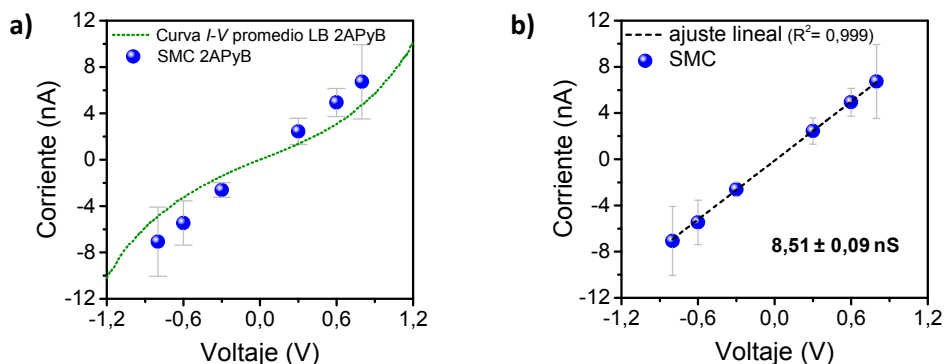 a)
12
8
4
0
-4
-8
-12
Corriente (nA)
Curva I-V promedio LB 2APyB
SMC 2APyB
-1,2 -0,6 0,0 0,6 1,2
Voltaje (V)
b)
12
8
4
0
-4
-8
-12
Corriente (nA)
ajuste lineal (R²= 0,999)
SMC
8,51 ± 0,09 nS
-1,2 -0,6 0,0 0,6 1,2
Voltaje (V)